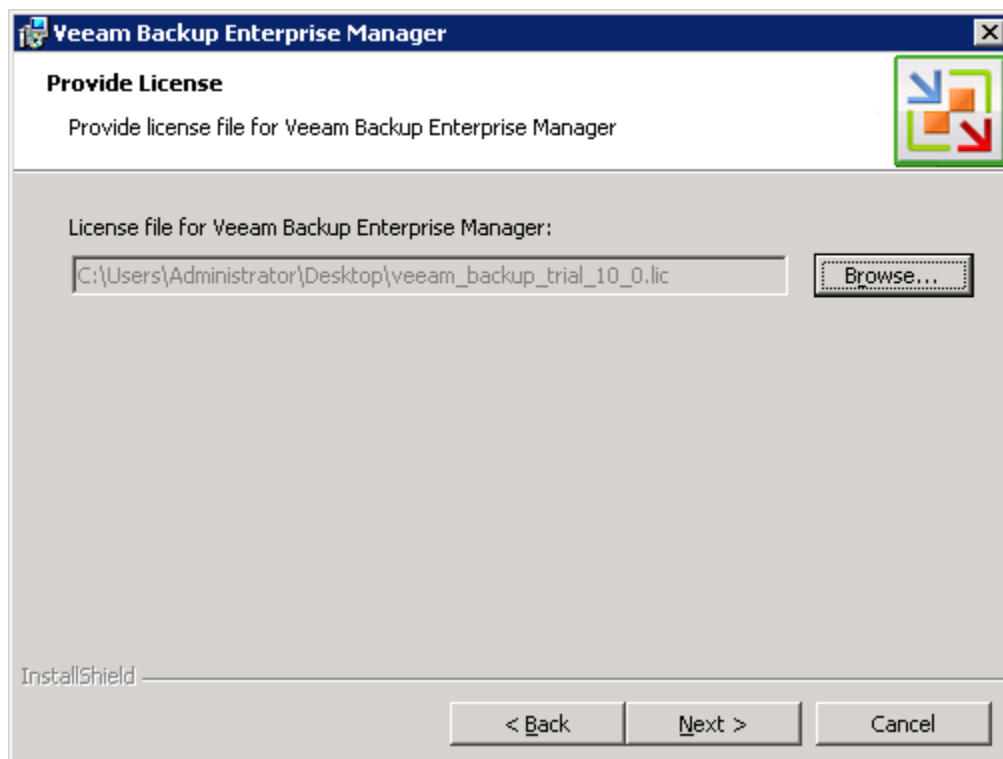 Veeam Backup Enterprise Manager
Provide License
Provide license file for Veeam Backup Enterprise Manager
License file for Veeam Backup Enterprise Manager:
C:\Users\Administrator\Desktop\veeam_backup_trial_10_0.lic
Browse...
InstallShield
< Back
Next >
Cancel